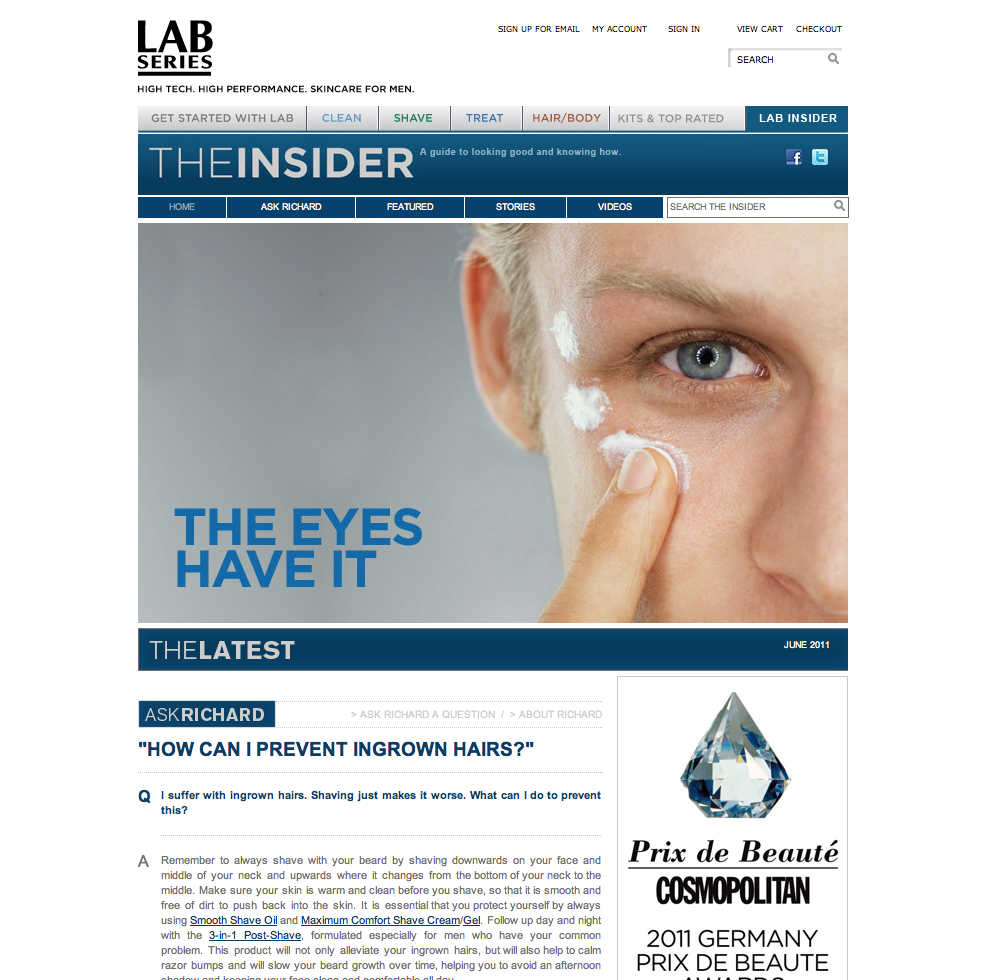 LAB
SERIES
HIGH TECH. HIGH PERFORMANCE. SKINCARE FOR MEN.
SIGN UP FOR EMAIL MY ACCOUNT SIGN IN VIEW CART CHECKOUT
SEARCH
GET STARTED WITH LAB CLEAN SHAVE TREAT HAIR/BODY KITS & TOP RATED LAB INSIDER
THEINSIDER A guide to looking good and knowing how.
HOME ASK RICHARD FEATURED STORIES VIDEOS SEARCH THE INSIDER
THE EYES
HAVE IT
THELATEST JUNE 2011
ASKRICHARD > ASK RICHARD A QUESTION / > ABOUT RICHARD
"HOW CAN I PREVENT INGROWN HAIRS?"
Q I suffer with ingrown hairs. Shaving just makes it worse. What can I do to prevent
this?
A Remember to always shave with your beard by shaving downwards on your face and
middle of your neck and upwards where it changes from the bottom of your neck to the
middle. Make sure your skin is warm and clean before you shave, so that it is smooth and
free of dirt to push back into the skin. It is essential that you protect yourself by always
using Smooth Shave Oil and Maximum Comfort Shave Cream/Gel. Follow up day and night
with the 3-in-1 Post-Shave, formulated especially for men who have your common
problem. This product will not only alleviate your ingrown hairs, but will also help to calm
razor bumps and will slow your beard growth over time, helping you to avoid an afternoon
shadow and keeping your face clean and comfortable all day.
Prix de Beauté
COSMOPOLITAN
2011 GERMANY
PRIX DE BEAUTE
AWARDS